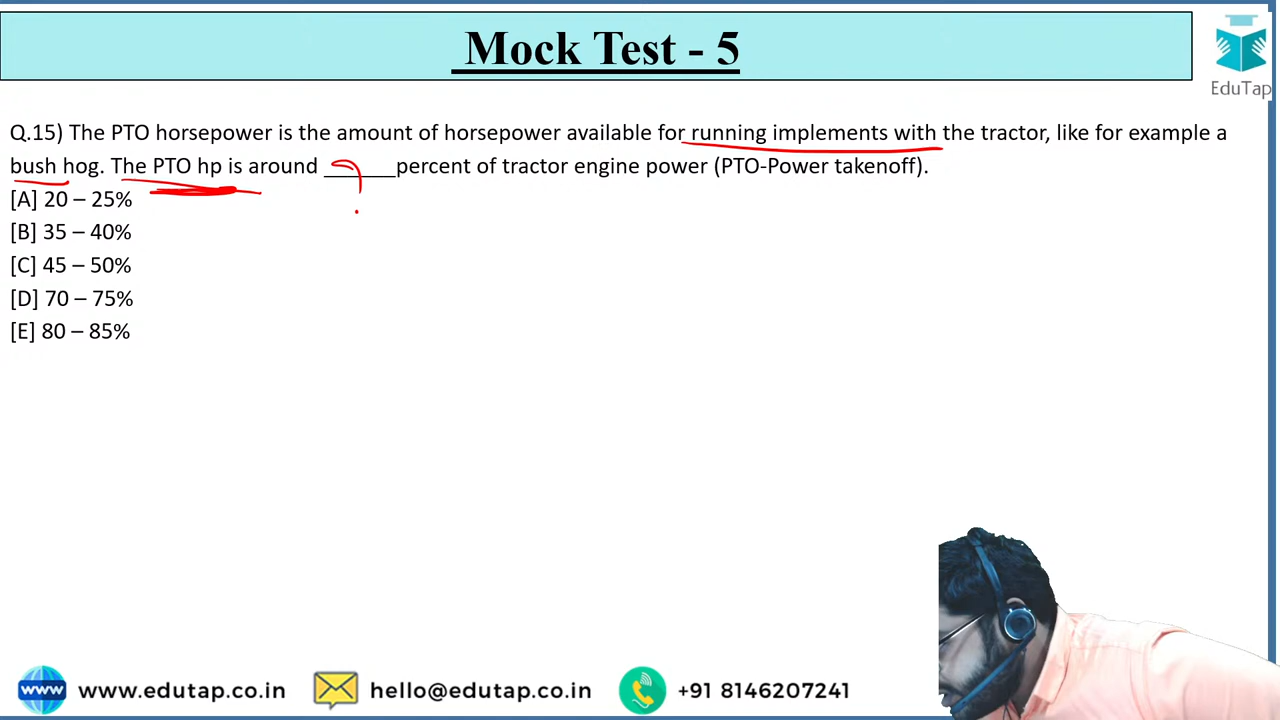 Mock Test - 5
EduTap
Q.15) The PTO horsepower is the amount of horsepower available for running implements with the tractor, like for example a
bush hog. The PTO hp is around ______percent of tractor engine power (PTO-Power takenoff).
[A] 20 – 25%
[B] 35 – 40%
[C] 45 – 50%
[D] 70 – 75%
[E] 80 – 85%
www www.edutap.co.in hello@edutap.co.in +91 8146207241